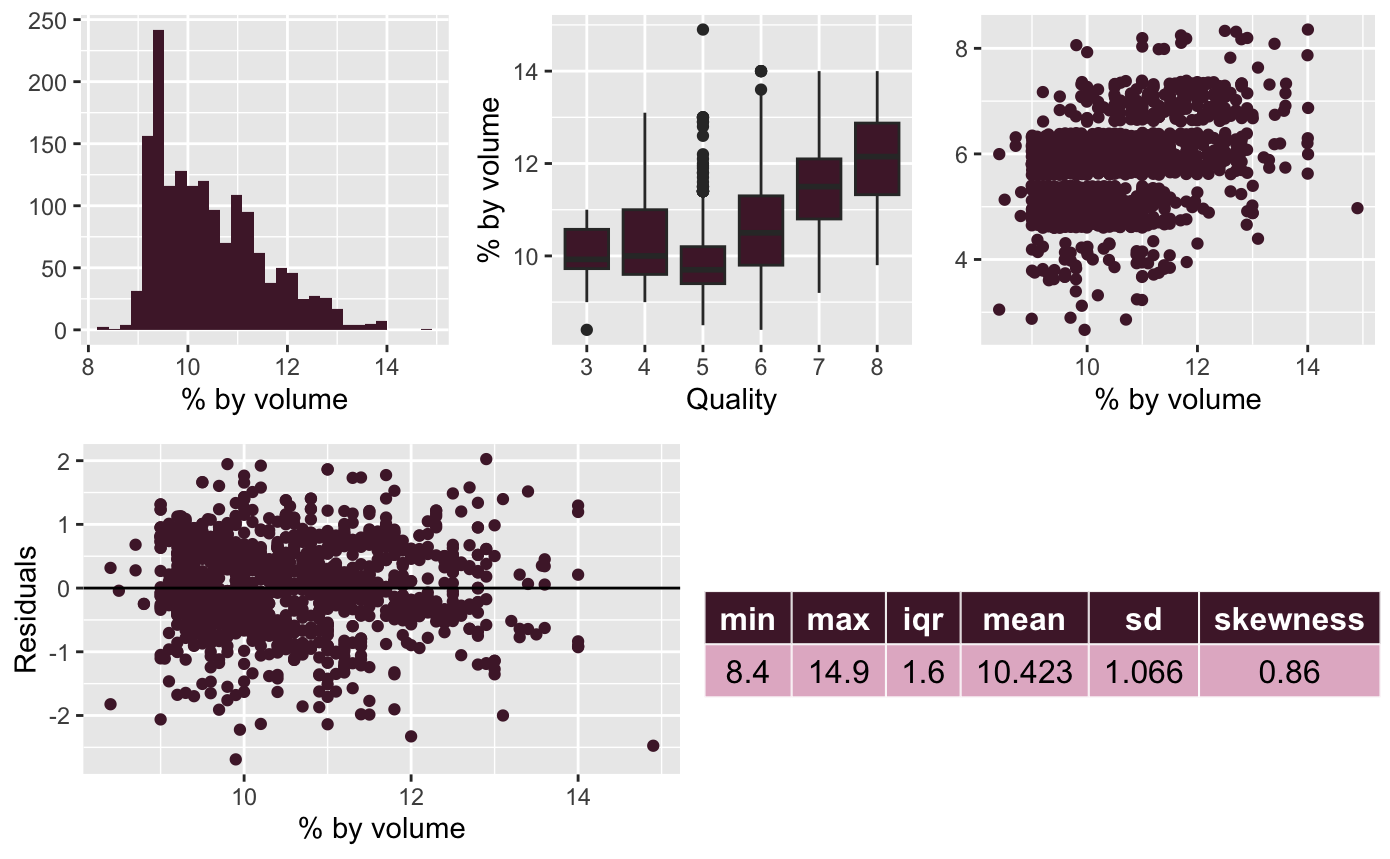 250
200
150
100
50
0
8 10 12 14
% by volume
% by volume
14
12
10
3 4 5 6 7 8
Quality
8
6
4
10 12 14
% by volume
Residuals
2
1
0
-1
-2
10 12 14
% by volume
min max iqr mean sd skewness
8.4 14.9 1.6 10.423 1.066 0.86